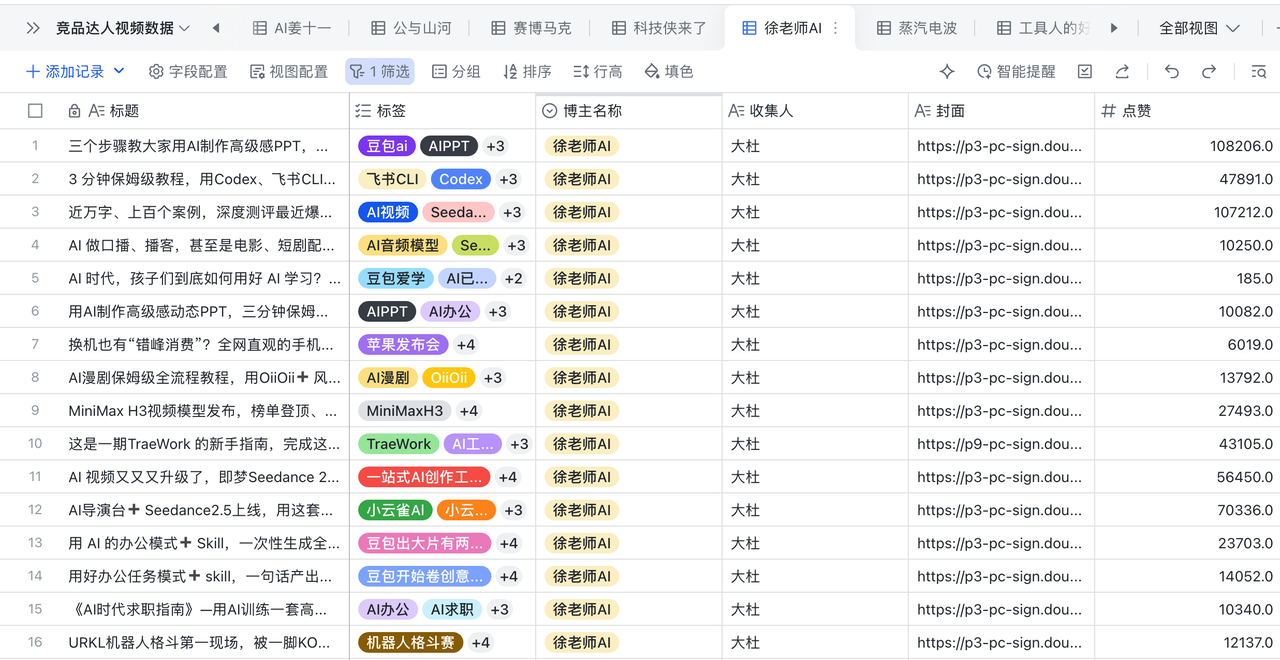 竞品达人视频数据 AI姜十一 公与山河 赛博马克 科技侠来了 徐老师AI 蒸汽电波 工具人的好 全部视图
添加记录 字段配置 视图配置 1 筛选 分组 排序 行高 填色 智能提醒
标题 标签 博主名称 收集人 封面 点赞
1 三个步骤教大家用AI制作高级感PPT，... 豆包ai AIPPT +3 徐老师AI 大杜 https://p3-pc-sign.dou... 108206.0
2 3 分钟保姆级教程，用Codex、飞书CLI... 飞书CLI Codex +3 徐老师AI 大杜 https://p3-pc-sign.dou... 47891.0
3 近万字、上百个案例，深度测评最近爆... AI视频 Seeda... +3 徐老师AI 大杜 https://p3-pc-sign.dou... 107212.0
4 AI 做口播、播客，甚至是电影、短剧配... AI音频模型 Se... +3 徐老师AI 大杜 https://p3-pc-sign.dou... 10250.0
5 AI 时代，孩子们到底如何用好 AI 学习？... 豆包爱学 AI已... +2 徐老师AI 大杜 https://p3-pc-sign.dou... 185.0
6 用AI制作高级感动态PPT，三分钟保姆... AIPPT AI办公 +3 徐老师AI 大杜 https://p3-pc-sign.dou... 10082.0
7 换机也有“错峰消费”？全网直观的手机... 苹果发布会 +4 徐老师AI 大杜 https://p3-pc-sign.dou... 6019.0
8 AI漫剧保姆级全流程教程，用OiiOii➕风... AI漫剧 OiiOii +3 徐老师AI 大杜 https://p3-pc-sign.dou... 13792.0
9 MiniMax H3视频模型发布，榜单登顶、... MiniMaxH3 +4 徐老师AI 大杜 https://p3-pc-sign.dou... 27493.0
10 这是一期TraeWork 的新手指南，完成这... TraeWork AI工... +3 徐老师AI 大杜 https://p9-pc-sign.dou... 43105.0
11 AI 视频又又又升级了，即梦Seedance 2... 一站式AI创作工... +4 徐老师AI 大杜 https://p3-pc-sign.dou... 56450.0
12 AI导演台➕ Seedance2.5上线，用这套... 小云雀AI 小云... +3 徐老师AI 大杜 https://p3-pc-sign.dou... 70336.0
13 用 AI 的办公模式➕ Skill，一次性生成全... 豆包出大片有两... +4 徐老师AI 大杜 https://p3-pc-sign.dou... 23703.0
14 用好办公任务模式➕ skill，一句话产出... 豆包开始卷创意... +4 徐老师AI 大杜 https://p3-pc-sign.dou... 14052.0
15 《AI时代求职指南》—用AI训练一套高... AI办公 AI求职 +3 徐老师AI 大杜 https://p3-pc-sign.dou... 10340.0
16 URKL机器人格斗第一现场，被一脚KO... 机器人格斗赛 +4 徐老师AI 大杜 https://p3-pc-sign.dou... 12137.0